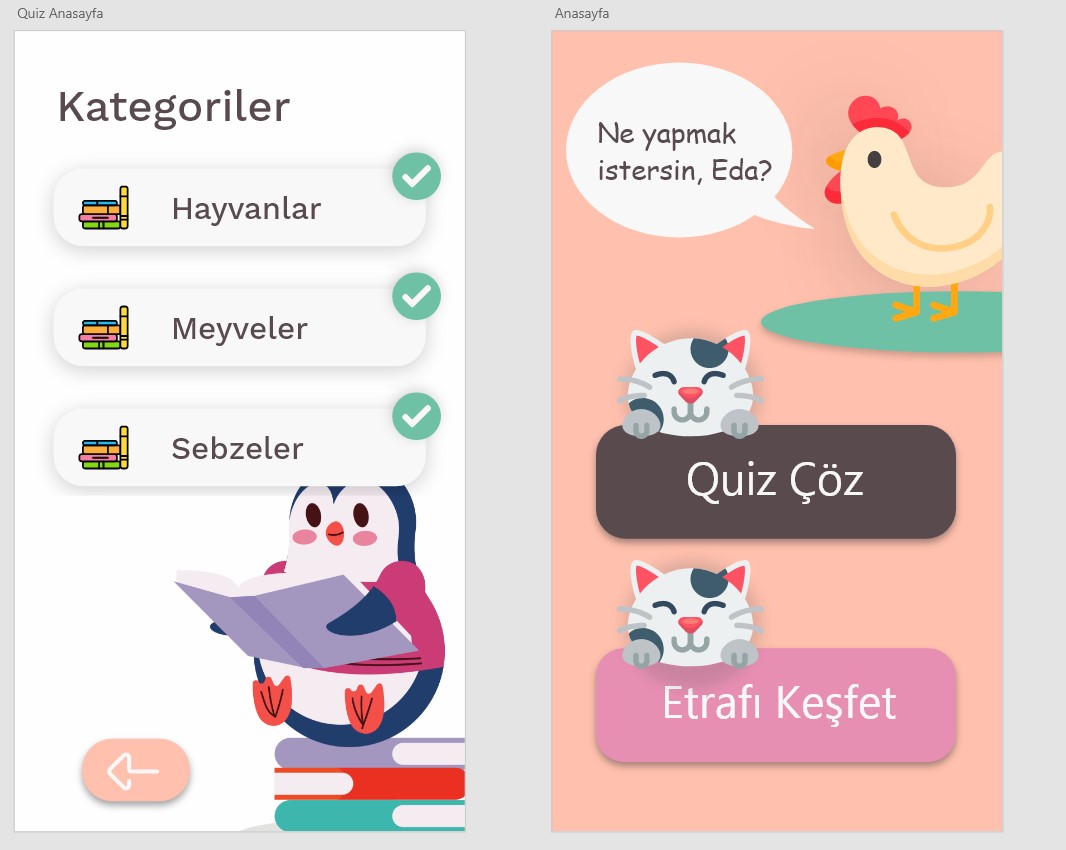 Quiz Anasayfa
Kategoriler
Hayvanlar
Meyveler
Sebzeler
Anasayfa
Ne yapmak
istersin, Eda?
Quiz Çöz
Etrafı Keşfet